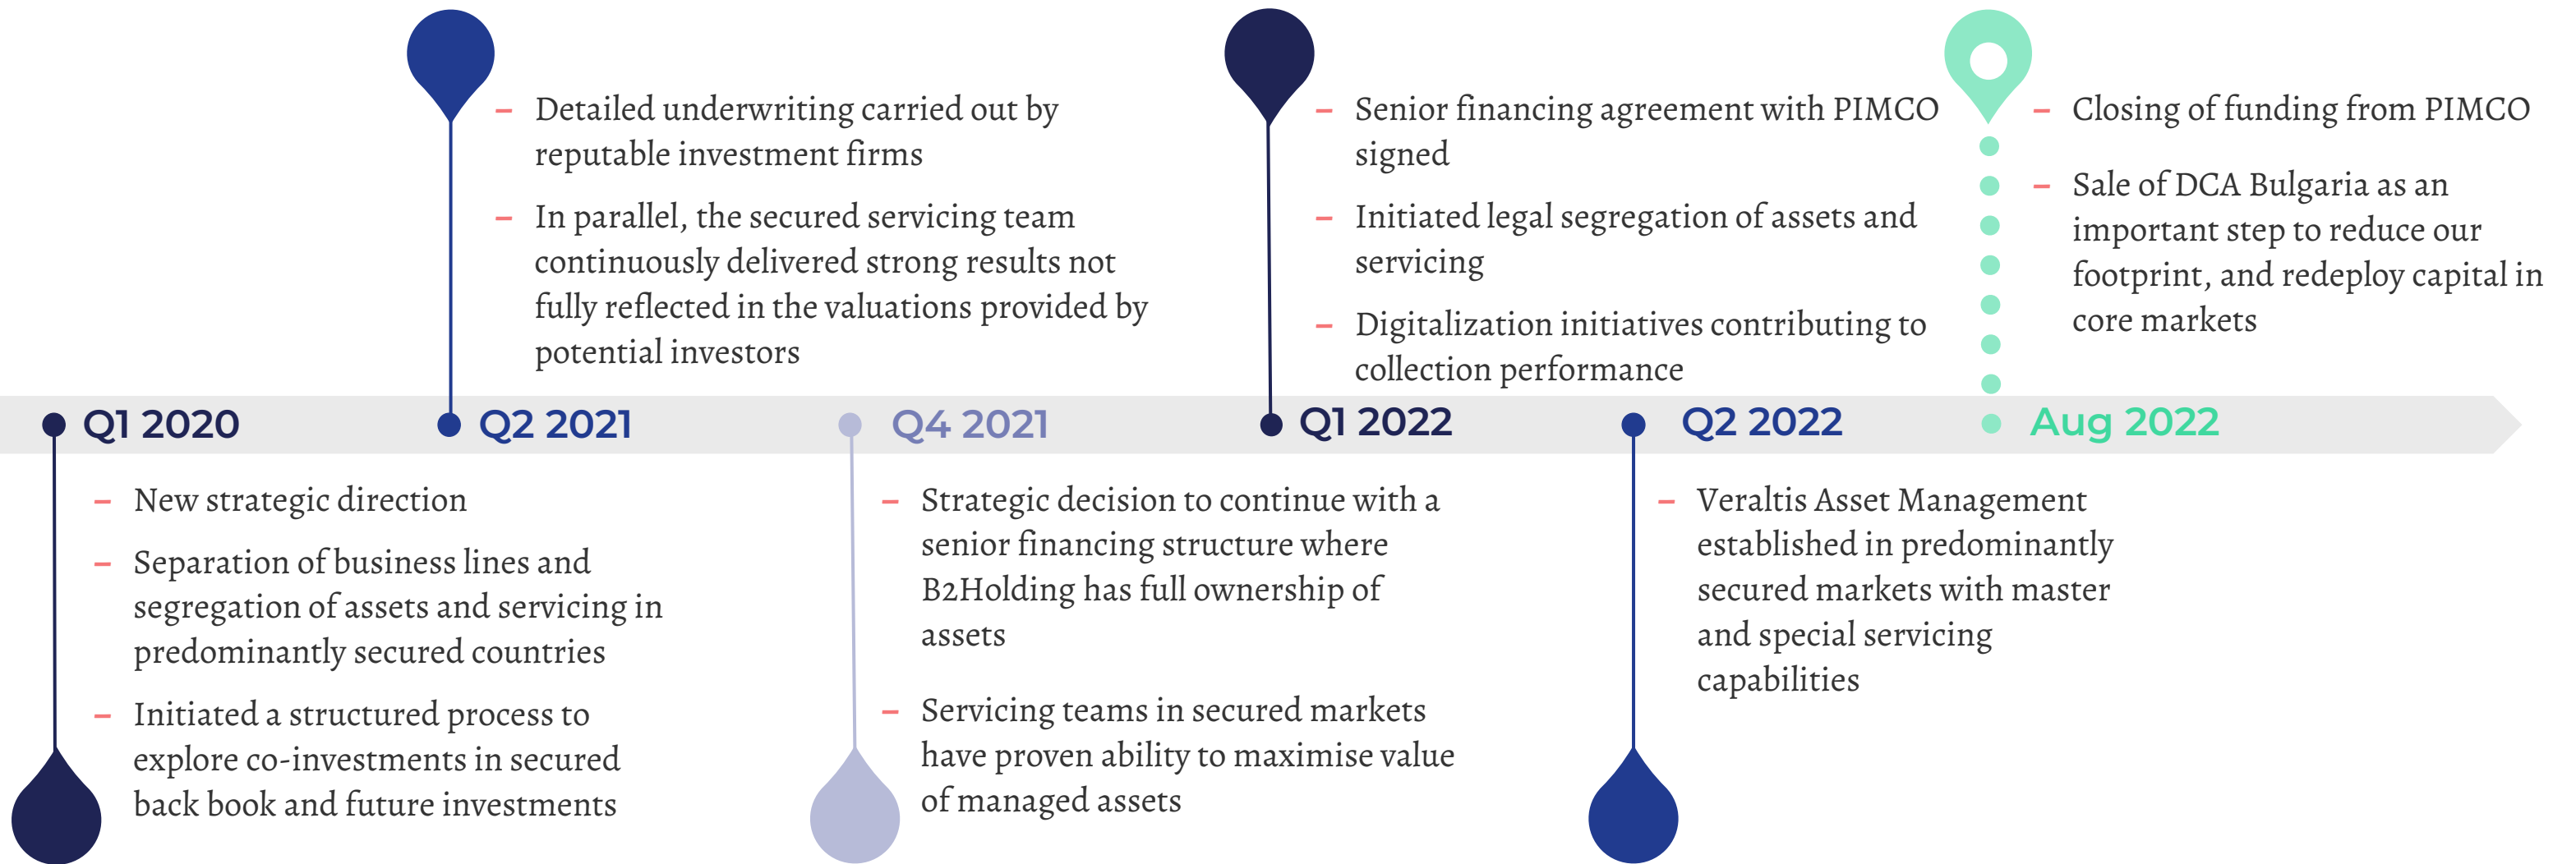 – Detailed underwriting carried out by
reputable investment firms
– In parallel, the secured servicing team
continuously delivered strong results not
fully reflected in the valuations provided by
potential investors
– Senior financing agreement with PIMCO
signed
– Initiated legal segregation of assets and
servicing
– Digitalization initiatives contributing to
collection performance
– Closing of funding from PIMCO
– Sale of DCA Bulgaria as an
important step to reduce our
footprint, and redeploy capital in
core markets
Q1 2020
Q2 2021
Q4 2021
Q1 2022
Q2 2022
Aug 2022
– New strategic direction
– Separation of business lines and
segregation of assets and servicing in
predominantly secured countries
– Initiated a structured process to
explore co-investments in secured
back book and future investments
– Strategic decision to continue with a
senior financing structure where
B2Holding has full ownership of
assets
– Servicing teams in secured markets
have proven ability to maximise value
of managed assets
– Veraltis Asset Management
established in predominantly
secured markets with master
and special servicing
capabilities